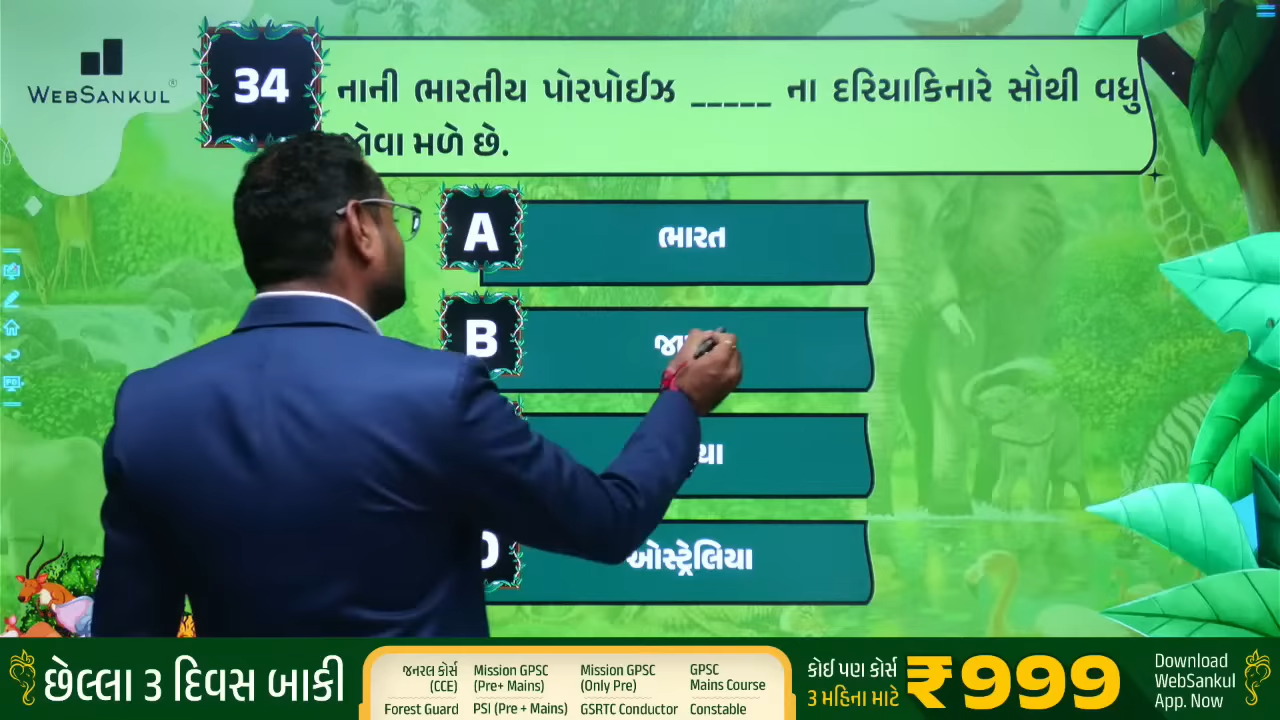 WEBSANKUL®
34
નાની ભારતીય પોરપોઈઝ _____ ના દરિયાકિનારે સૌથી વધુ
જોવા મળે છે.
A
ભારત
B
D
ઓસ્ટ્રેલિયા
છેલ્લા ૩ દિવસ બાકી
જનરલ કોર્સ (CCE)
Forest Guard
Mission GPSC (Pre+ Mains)
PSI (Pre + Mains)
Mission GPSC (Only Pre)
GSRTC Conductor
GPSC Mains Course
Constable
કોઈ પણ કોર્સ
૩ મહિના માટે
₹999
Download
WebSankul
App. Now